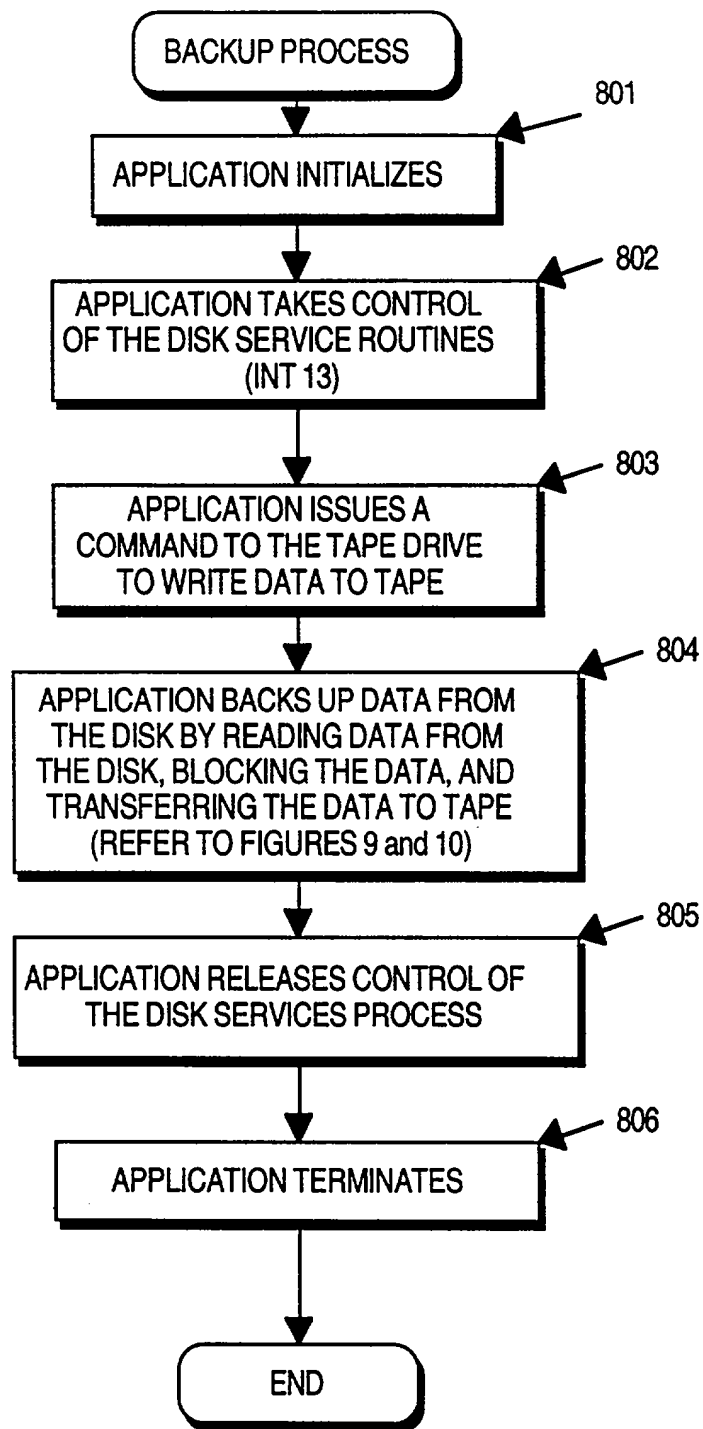 BACKUP PROCESS
801
APPLICATION INITIALIZES
802
APPLICATION TAKES CONTROL
OF THE DISK SERVICE ROUTINES
(INT 13)
803
APPLICATION ISSUES A
COMMAND TO THE TAPE DRIVE
TO WRITE DATA TO TAPE
804
APPLICATION BACKS UP DATA FROM
THE DISK BY READING DATA FROM
THE DISK, BLOCKING THE DATA, AND
TRANSFERRING THE DATA TO TAPE
(REFER TO FIGURES 9 and 10)
805
APPLICATION RELEASES CONTROL OF
THE DISK SERVICES PROCESS
806
APPLICATION TERMINATES
END